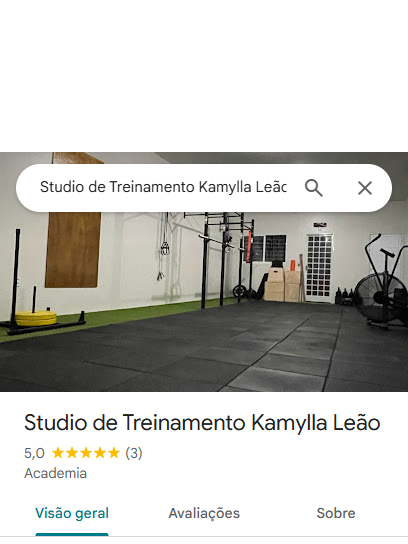 Studio de Treinamento Kamylla Leão
Studio de Treinamento Kamylla Leão
5,0 (3)
Academia
Visão geral Avaliações Sobre